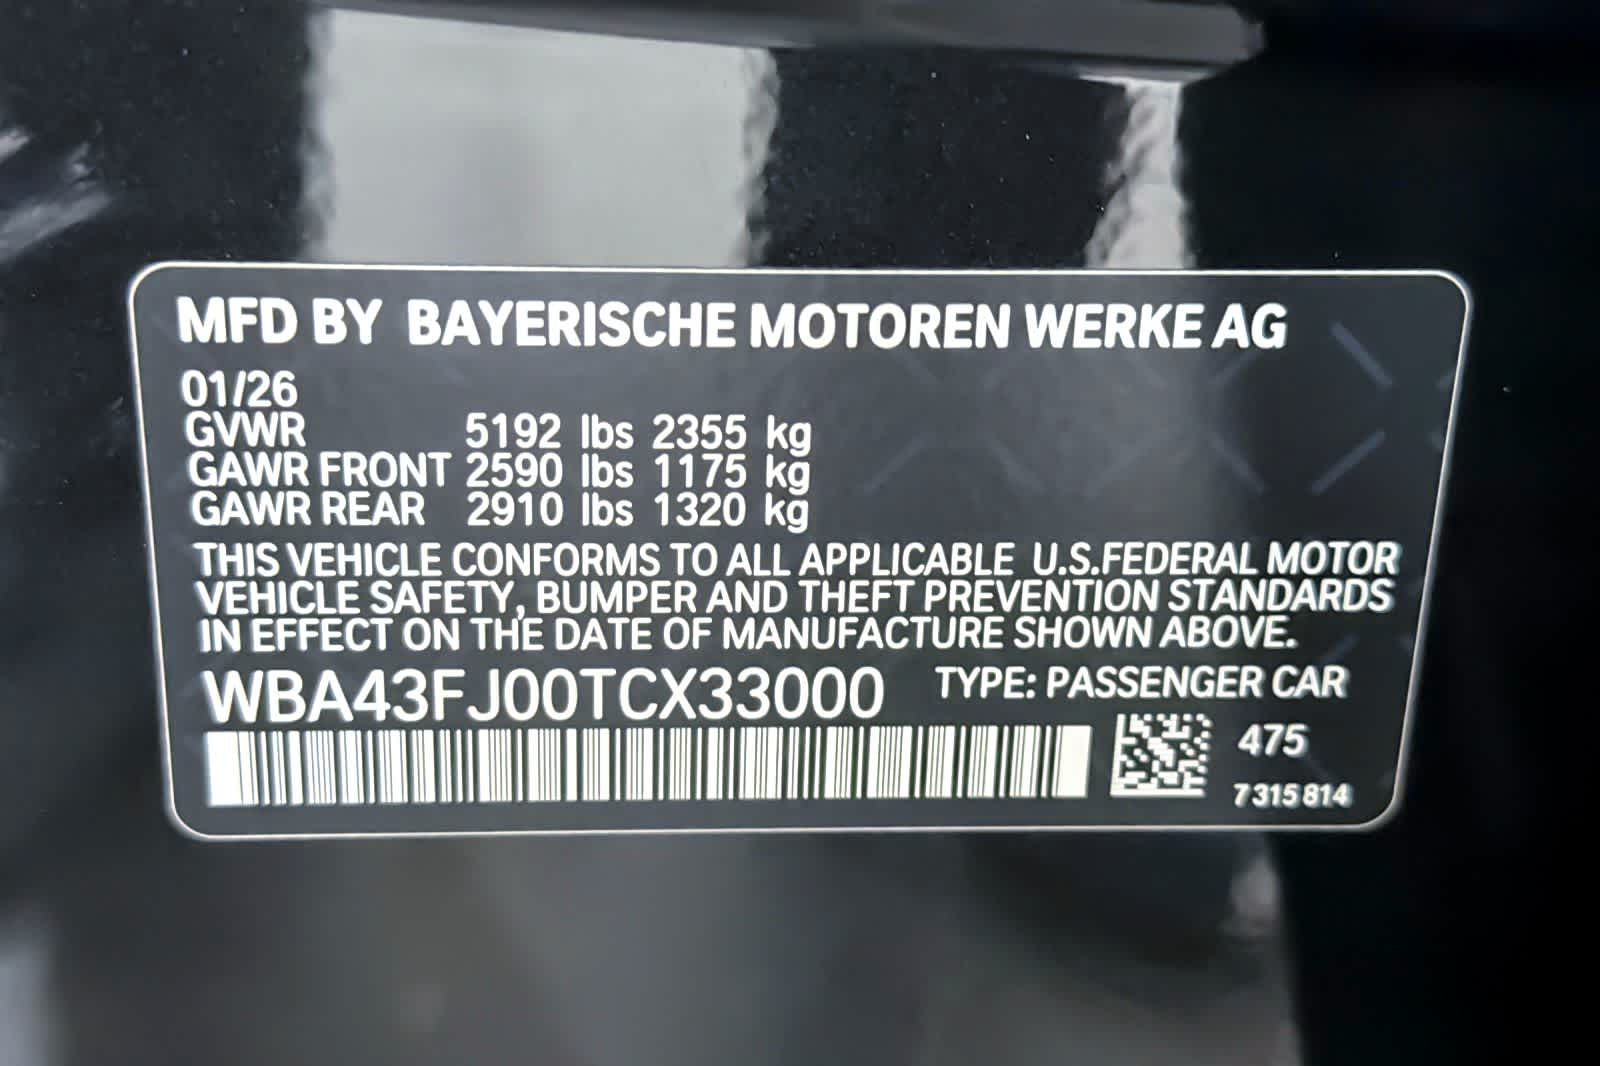 MFD BY BAYERISCHE MOTOREN WERKE AG
01/26
GVWR 5192 lbs 2355 kg
GAWR FRONT 2590 lbs 1175 kg
GAWR REAR 2910 lbs 1320 kg
THIS VEHICLE CONFORMS TO ALL APPLICABLE U.S.FEDERAL MOTOR
VEHICLE SAFETY, BUMPER AND THEFT PREVENTION STANDARDS
IN EFFECT ON THE DATE OF MANUFACTURE SHOWN ABOVE.
WBA43FJ00TCX33000 TYPE: PASSENGER CAR
475
7 315 814